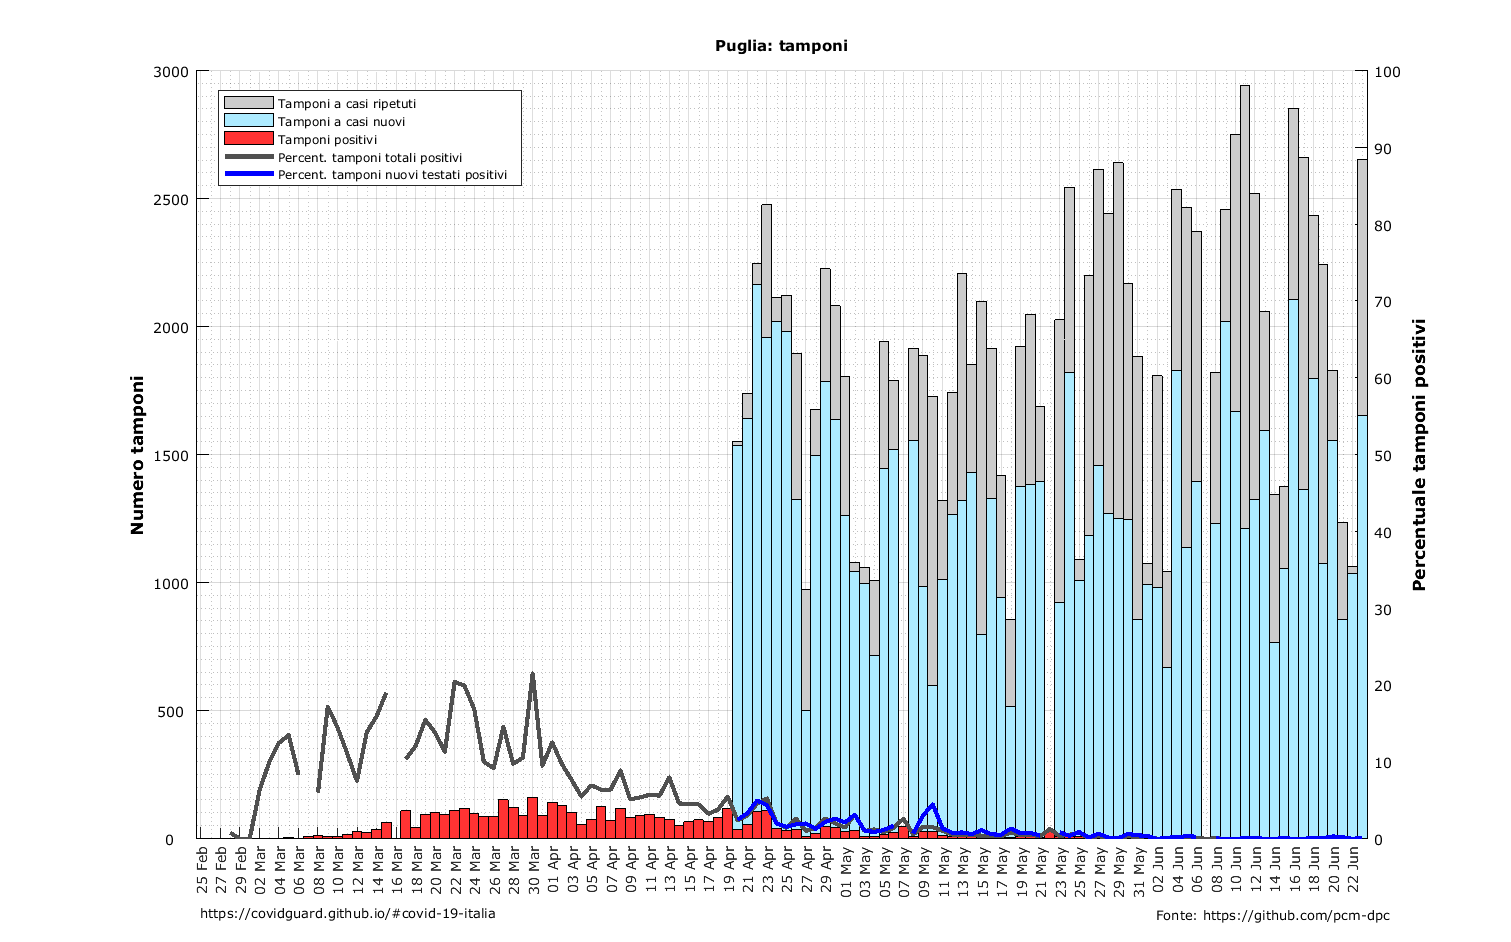 Puglia: tamponi
3000
2500
2000
1500
1000
500
0
100
90
80
70
60
50
40
30
20
10
0
Tamponi a casi ripetuti
Tamponi a casi nuovi
Tamponi positivi
Percent. tamponi totali positivi
Percent. tamponi nuovi testati positivi
Numero tamponi
Percentuale tamponi positivi
25 Feb
27 Feb
29 Feb
02 Mar
04 Mar
06 Mar
08 Mar
10 Mar
12 Mar
14 Mar
16 Mar
18 Mar
20 Mar
22 Mar
24 Mar
26 Mar
28 Mar
30 Mar
01 Apr
03 Apr
05 Apr
07 Apr
09 Apr
11 Apr
13 Apr
15 Apr
17 Apr
19 Apr
21 Apr
23 Apr
25 Apr
27 Apr
29 Apr
01 May
03 May
05 May
07 May
09 May
11 May
13 May
15 May
17 May
19 May
21 May
23 May
25 May
27 May
29 May
31 May
02 Jun
04 Jun
06 Jun
08 Jun
10 Jun
12 Jun
14 Jun
16 Jun
18 Jun
20 Jun
22 Jun
https://covidguard.github.io/#covid-19-italia
Fonte: https://github.com/pcm-dpc